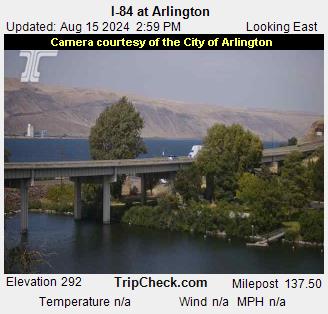 I-84 at Arlington
Updated: Aug 15 2024 2:59 PM Looking East
Camera courtesy of the City of Arlington
Elevation 292 TripCheck.com Milepost 137.50
Temperature n/a Wind n/a MPH n/a